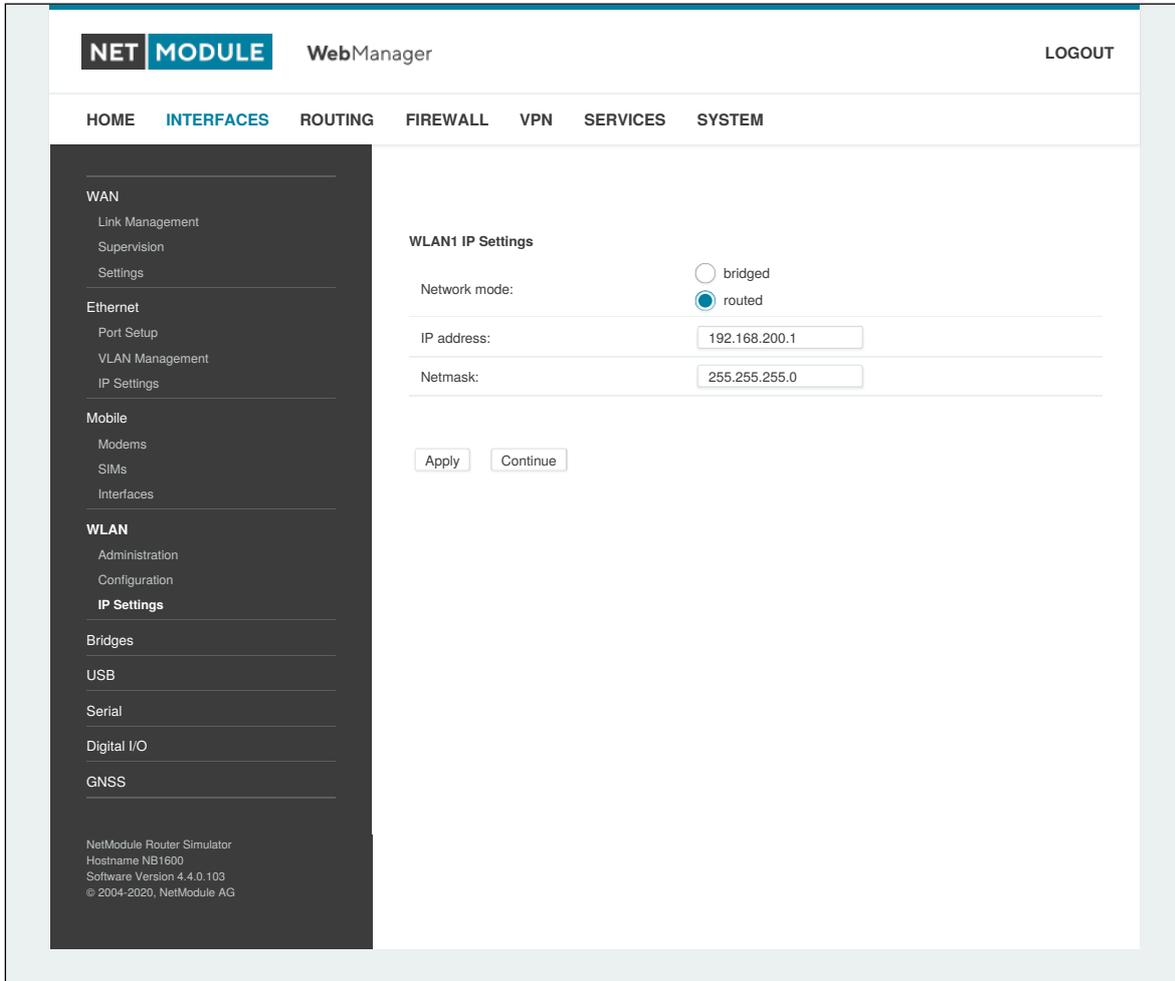 NET MODULE WebManager LOGOUT
HOME INTERFACES ROUTING FIREWALL VPN SERVICES SYSTEM
WAN
Link Management
Supervision
Settings
Ethernet
Port Setup
VLAN Management
IP Settings
Mobile
Modems
SIMs
Interfaces
WLAN
Administration
Configuration
IP Settings
Bridges
USB
Serial
Digital I/O
GNSS
NetModule Router Simulator
Hostname NB1600
Software Version 4.4.0.103
© 2004-2020, NetModule AG
WLAN1 IP Settings
Network mode:
bridged
routed
IP address: 192.168.200.1
Netmask: 255.255.255.0
Apply Continue